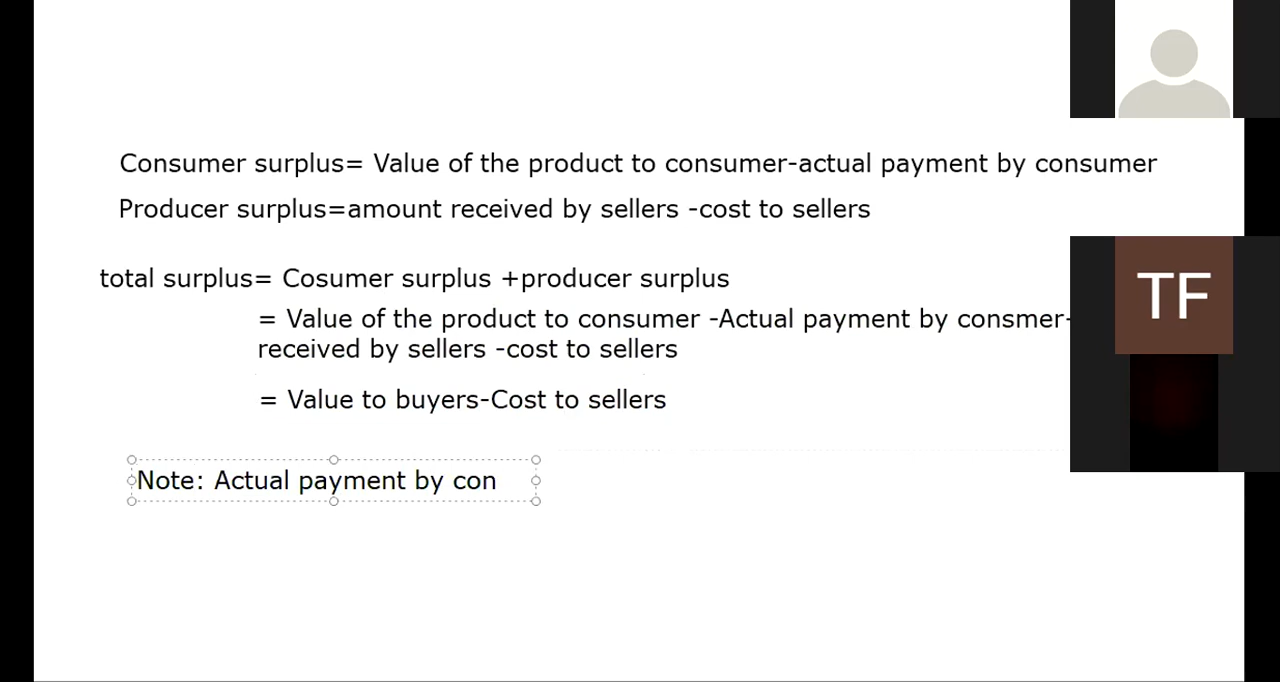 Consumer surplus= Value of the product to consumer-actual payment by consumer
Producer surplus=amount received by sellers -cost to sellers
total surplus= Cosumer surplus +producer surplus
= Value of the product to consumer -Actual payment by consmer-
received by sellers -cost to sellers
= Value to buyers-Cost to sellers
Note: Actual payment by con
TF